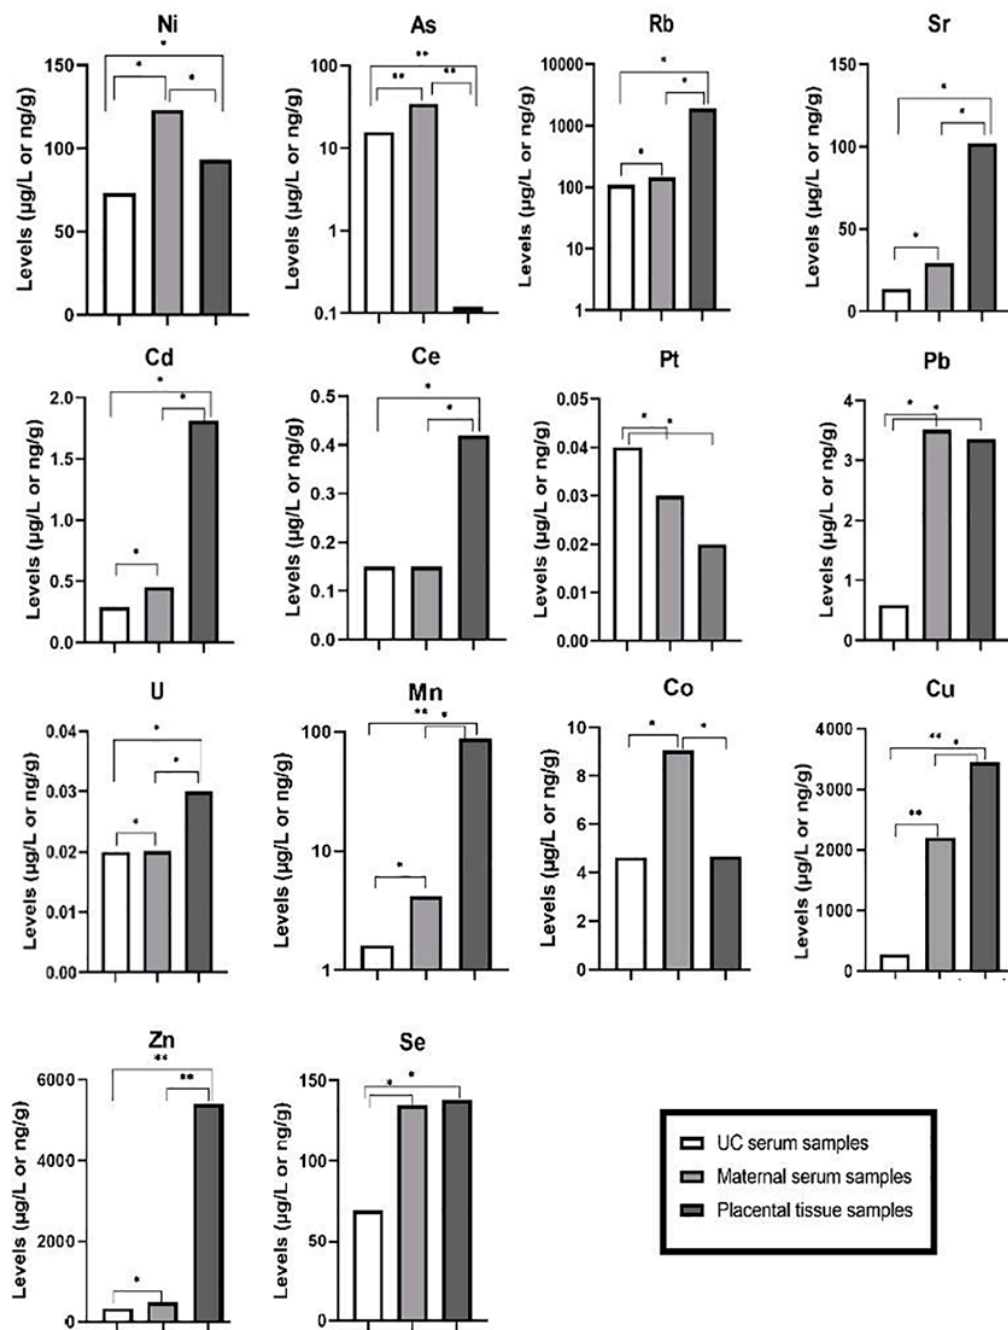 Ni
As
Rb
Sr
Levels (µg/L or ng/g)
150
100
50
0
* * *
Levels (µg/L or ng/g)
100
10
1
0.1
** ** **
Levels (µg/L or ng/g)
10000
1000
100
10
1
* * *
Levels (µg/L or ng/g)
150
100
50
0
* * *
Cd
Ce
Pt
Pb
Levels (µg/L or ng/g)
2.0
1.5
1.0
0.5
0.0
* * *
Levels (µg/L or ng/g)
0.5
0.4
0.3
0.2
0.1
0.0
* *
Levels (µg/L or ng/g)
0.05
0.04
0.03
0.02
0.01
0.00
* *
Levels (µg/L or ng/g)
4
3
2
1
0
* *
U
Mn
Co
Cu
Levels (µg/L or ng/g)
0.04
0.03
0.02
0.01
0.00
* * *
Levels (µg/L or ng/g)
100
10
1
** * *
Levels (µg/L or ng/g)
10
8
6
4
2
0
* *
Levels (µg/L or ng/g)
4000
3000
2000
1000
0
** * **
Zn
Se
Levels (µg/L or ng/g)
6000
4000
2000
0
** ** *
Levels (µg/L or ng/g)
150
100
50
0
* *
UC serum samples
Maternal serum samples
Placental tissue samples